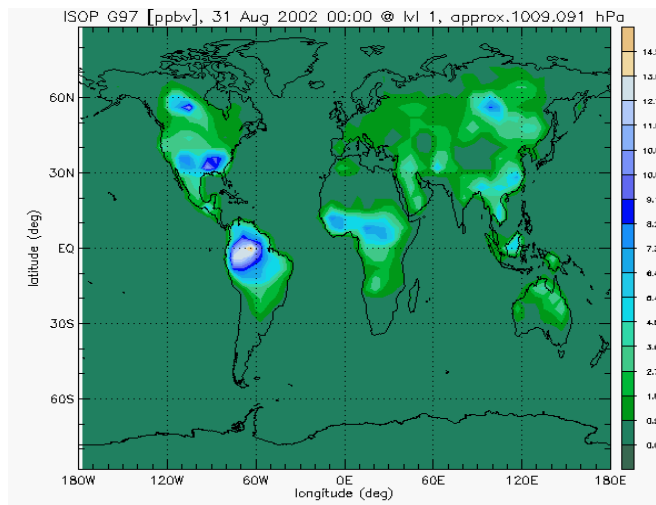 ISOP G97 [ppbv], 31 Aug 2002 00:00 @ lvl 1, approx.1009.091 hPa
60N
30N
EQ
30S
60S
latitude (deg)
180W 120W 60W 0E 60E 120E 180E
longitude (deg)